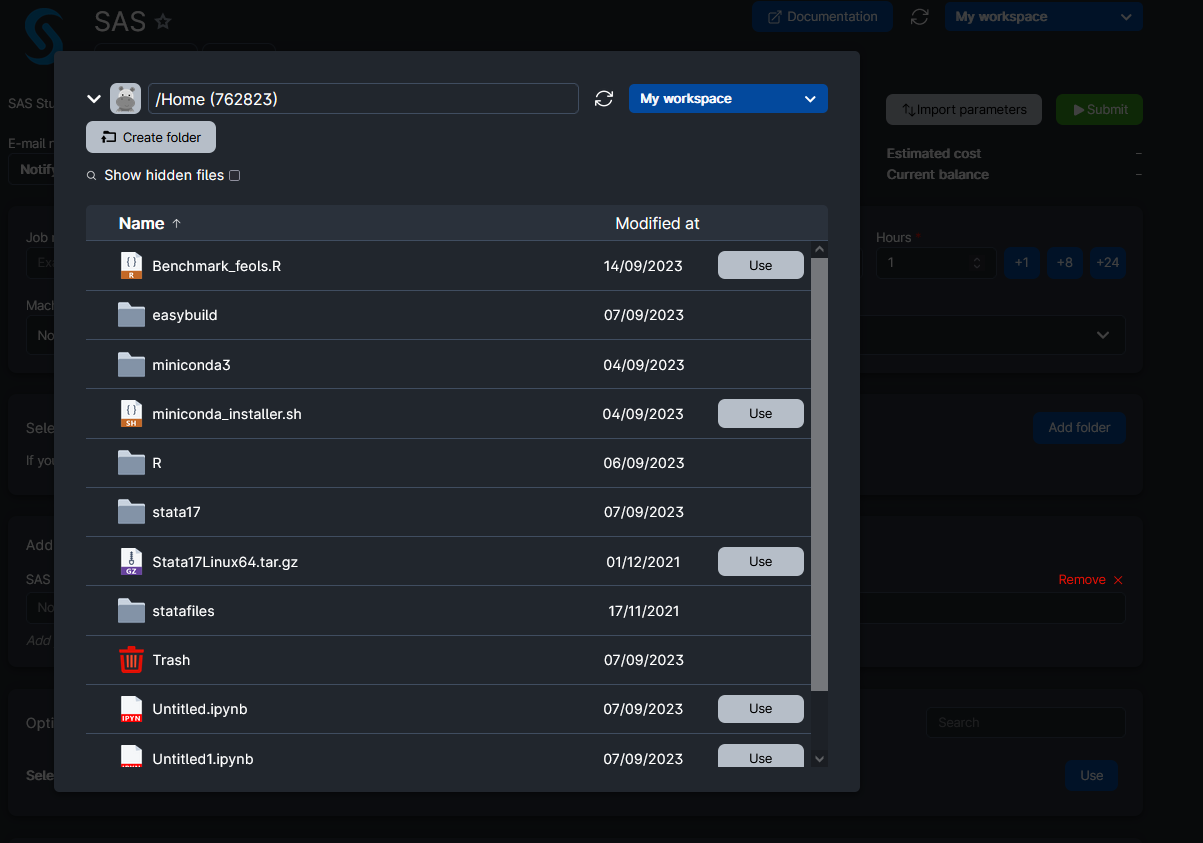 SAS
Documentation
My workspace
SAS Stu
/Home (762823)
My workspace
Import parameters
Submit
Create folder
E-mail n
Notify
Estimated cost –
Current balance –
Show hidden files
Name ↑ Modified at
Job n
Hours *
Benchmark_feols.R 14/09/2023 Use
1 +1 +8 +24
easybuild 07/09/2023
Mach
No
miniconda3 04/09/2023
miniconda_installer.sh 04/09/2023 Use
Sele
Add folder
If you
R 06/09/2023
stata17 07/09/2023
Add
Stata17Linux64.tar.gz 01/12/2021 Use
SAS
Remove ×
No
statafiles 17/11/2021
Add
Trash 07/09/2023
Untitled.ipynb 07/09/2023 Use
Opti
Search
Untitled1.ipynb 07/09/2023 Use
Sele
Use